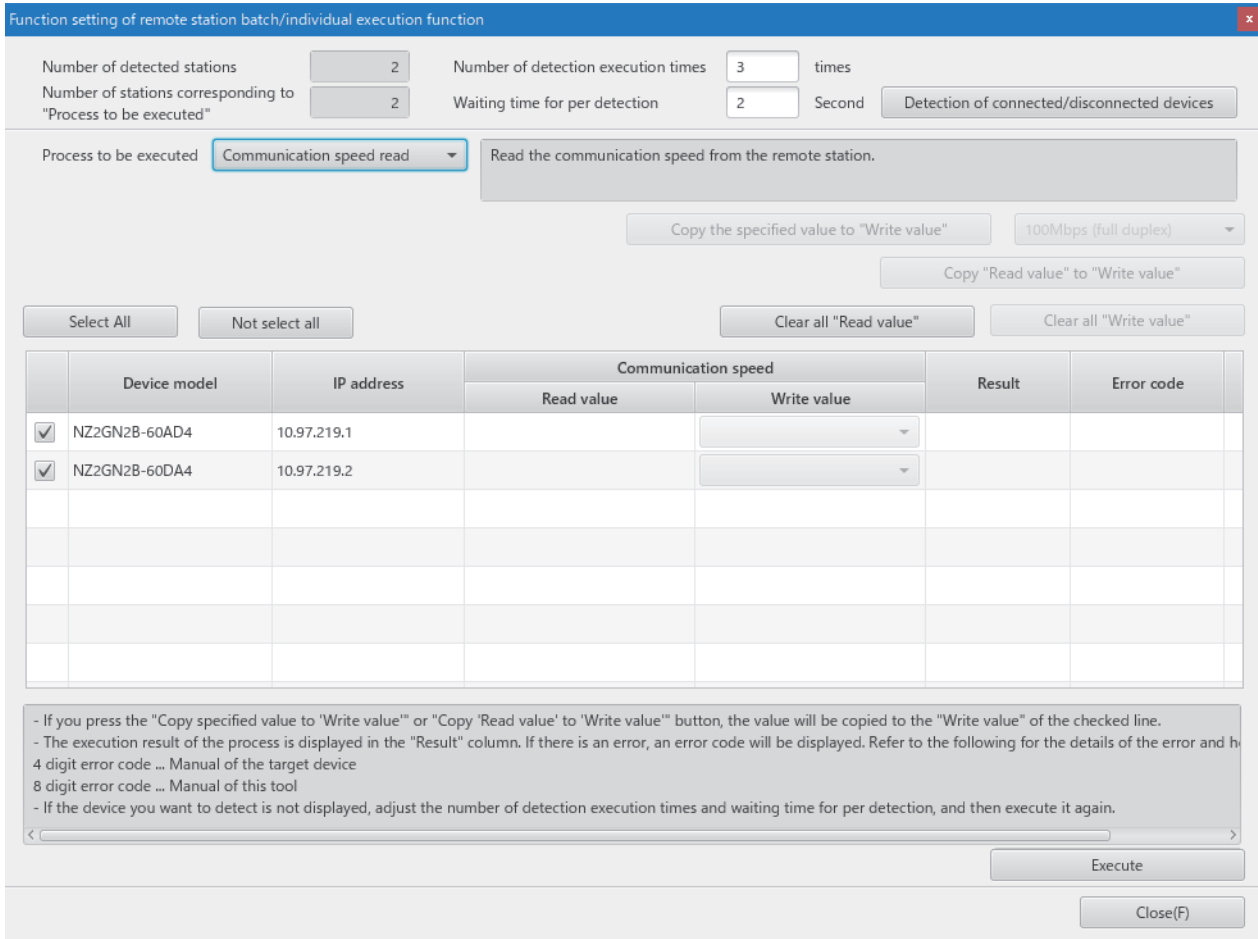 Function setting of remote station batch/individual execution function
x
Number of detected stations 2 Number of detection execution times 3 times
Number of stations corresponding to
"Process to be executed" 2 Waiting time for per detection 2 Second Detection of connected/disconnected devices
Process to be executed Communication speed read Read the communication speed from the remote station.
Copy the specified value to "Write value" 100Mbps (full duplex)
Copy "Read value" to "Write value"
Select All Not select all Clear all "Read value" Clear all "Write value"
Device model IP address Communication speed Result Error code
Read value Write value
NZ2GN2B-60AD4 10.97.219.1
NZ2GN2B-60DA4 10.97.219.2
- If you press the "Copy specified value to 'Write value'" or "Copy 'Read value' to 'Write value'" button, the value will be copied to the "Write value" of the checked line.
- The execution result of the process is displayed in the "Result" column. If there is an error, an error code will be displayed. Refer to the following for the details of the error and
4 digit error code ... Manual of the target device
8 digit error code ... Manual of this tool
- If the device you want to detect is not displayed, adjust the number of detection execution times and waiting time for per detection, and then execute it again.
Execute
Close(F)